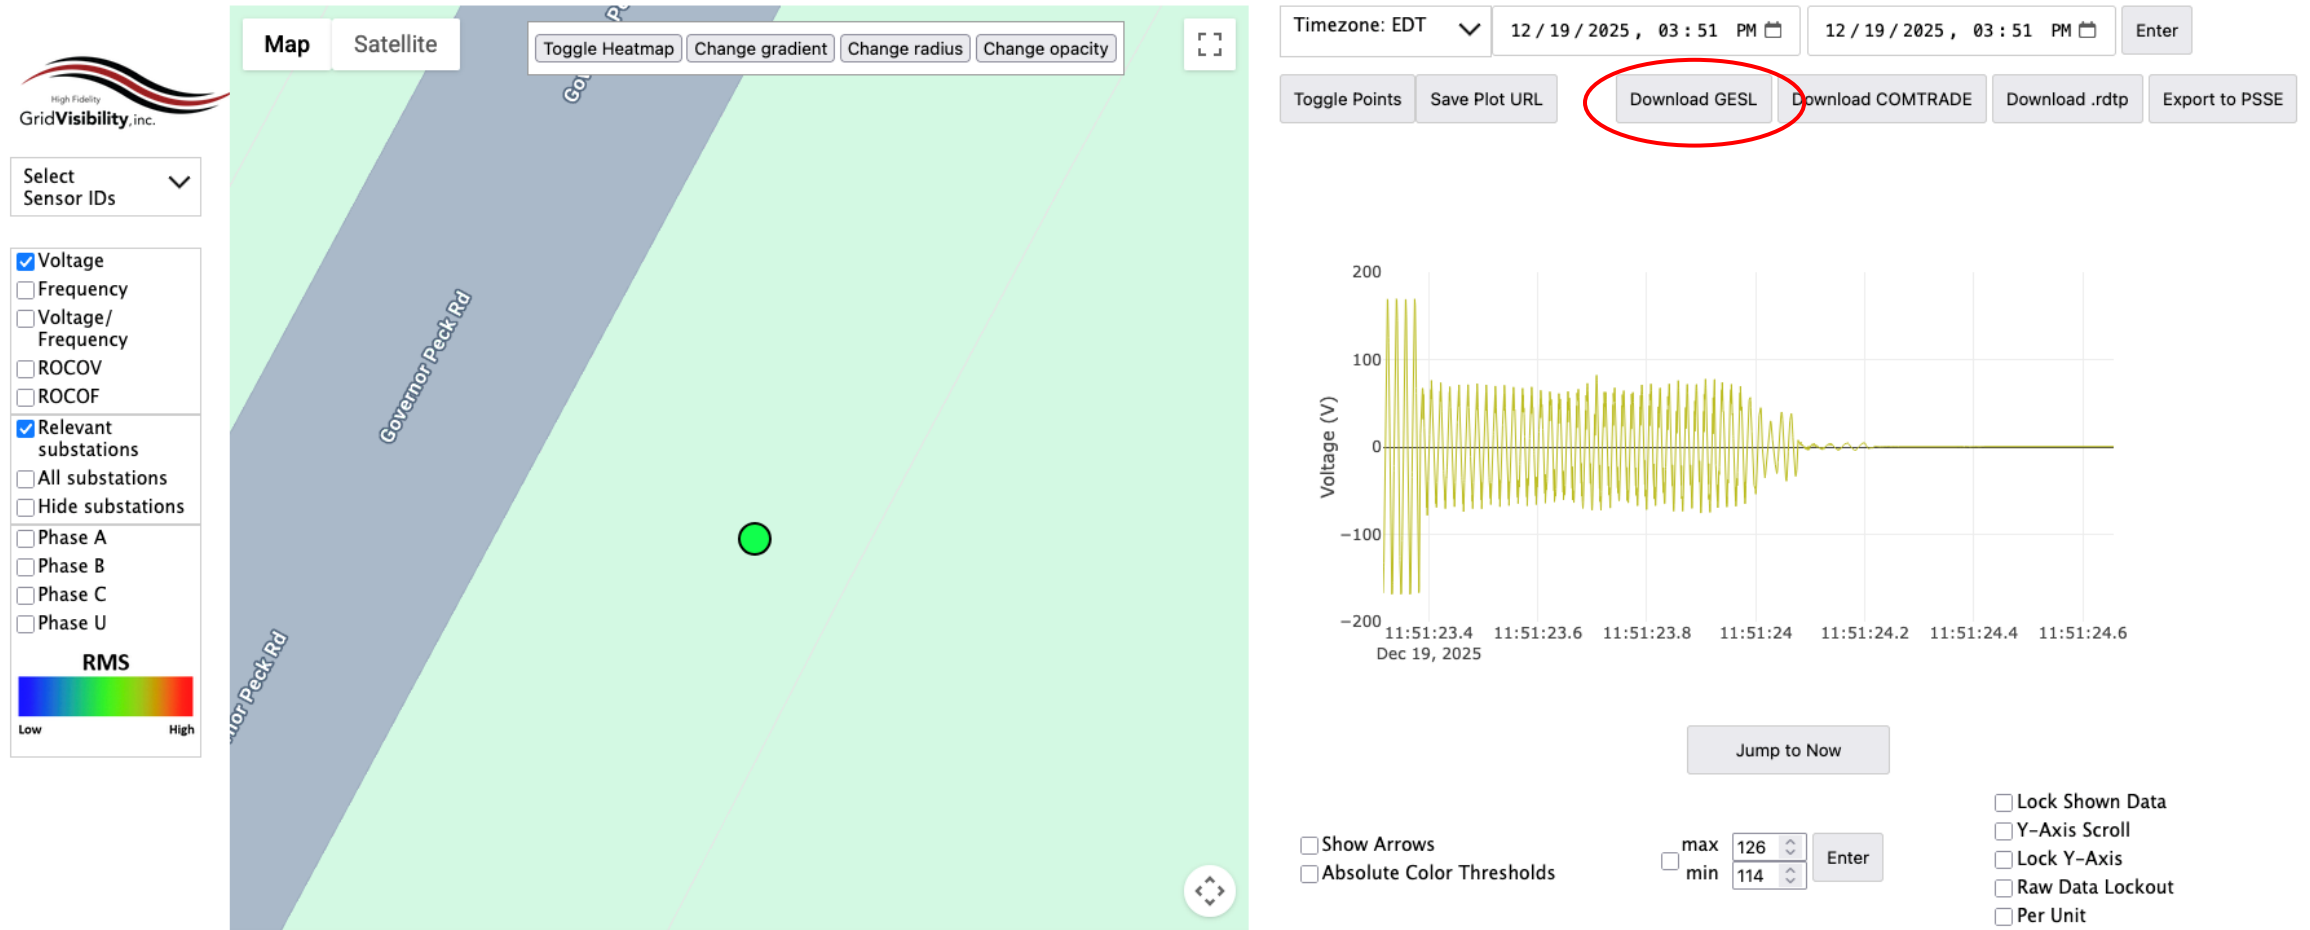 High Fidelity
GridVisibility, inc.
Select
Sensor IDs
Voltage
Frequency
Voltage/
Frequency
ROCOV
ROCOF
Relevant
substations
All substations
Hide substations
Phase A
Phase B
Phase C
Phase U
RMS
Low High
Map Satellite
Toggle Heatmap Change gradient Change radius Change opacity
Governor Peck Rd
Timezone: EDT 12/19/2025, 03:51 PM 12/19/2025, 03:51 PM Enter
Toggle Points Save Plot URL Download GESL Download COMTRADE Download .rdtp Export to PSSE
Voltage (V)
200
100
0
−100
−200
11:51:23.4 11:51:23.6 11:51:23.8 11:51:24 11:51:24.2 11:51:24.4 11:51:24.6
Dec 19, 2025
Jump to Now
Show Arrows
Absolute Color Thresholds
max 126
min 114
Enter
Lock Shown Data
Y-Axis Scroll
Lock Y-Axis
Raw Data Lockout
Per Unit